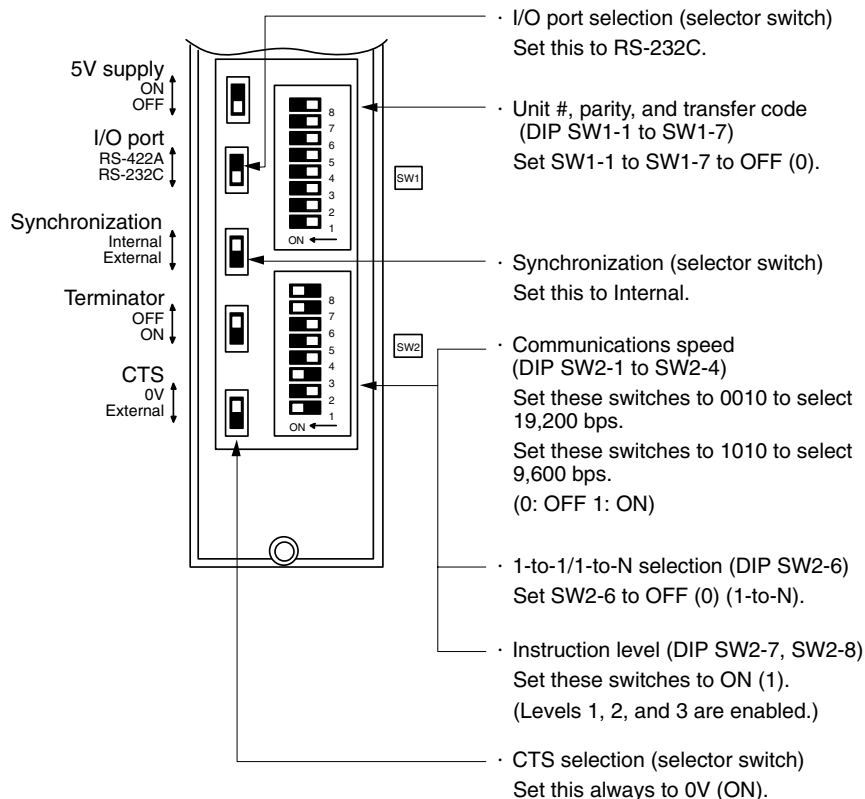 5V supply
ON
OFF
I/O port
RS-422A
RS-232C
Synchronization
Internal
External
Terminator
OFF
ON
CTS
0V
External
8
7
6
5
4
3
2
1
ON
SW1
8
7
6
5
4
3
2
1
ON
SW2
· I/O port selection (selector switch)
Set this to RS-232C.
· Unit #, parity, and transfer code
(DIP SW1-1 to SW1-7)
Set SW1-1 to SW1-7 to OFF (0).
· Synchronization (selector switch)
Set this to Internal.
· Communications speed
(DIP SW2-1 to SW2-4)
Set these switches to 0010 to select
19,200 bps.
Set these switches to 1010 to select
9,600 bps.
(0: OFF 1: ON)
· 1-to-1/1-to-N selection (DIP SW2-6)
Set SW2-6 to OFF (0) (1-to-N).
· Instruction level (DIP SW2-7, SW2-8)
Set these switches to ON (1).
(Levels 1, 2, and 3 are enabled.)
· CTS selection (selector switch)
Set this always to 0V (ON).